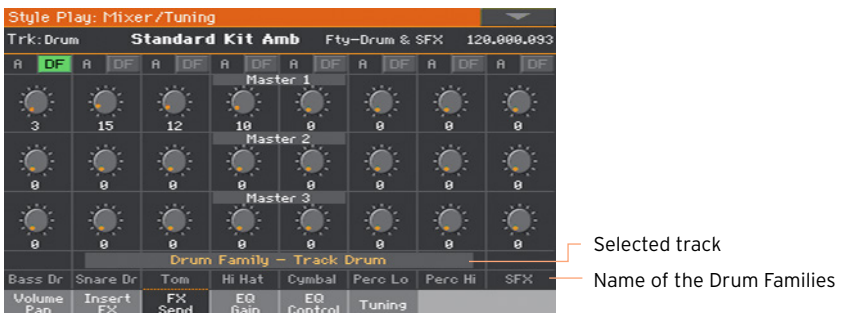 Style Play: Mixer/Tuning
Trk:Drum Standard Kit Amb Fty-Drum & SFX 120.000.093
A DF A DF A DF A DF A DF A DF A DF A DF
Master 1
3 15 12 10 0 0 0 0
Master 2
0 0 0 0 0 0 0 0
Master 3
0 0 0 0 0 0 0 0
Drum Family - Track Drum
Selected track
Bass Dr Snare Dr Tom Hi Hat Cymbal Perc Lo Perc Hi SFX
Name of the Drum Families
Volume Pan Insert FX FX Send EQ Gain EQ Control Tuning